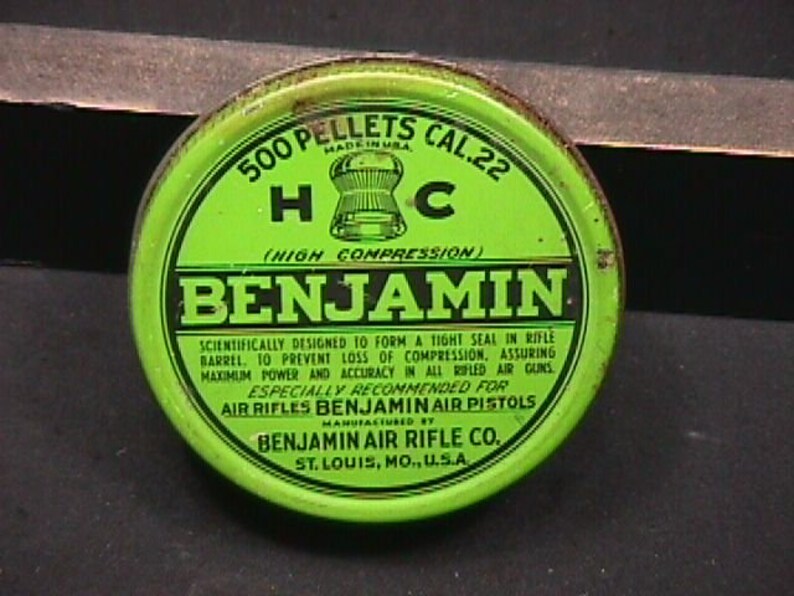 500 PELLETS CAL. 22
MADE IN U.S.A.
H C
(HIGH COMPRESSION)
BENJAMIN
SCIENTIFICALLY DESIGNED TO FORM A TIGHT SEAL IN RIFLE
BARREL. TO PREVENT LOSS OF COMPRESSION, ASSURING
MAXIMUM POWER AND ACCURACY IN ALL RIFLED AIR GUNS.
ESPECIALLY RECOMMENDED FOR
AIR RIFLES BENJAMIN AIR PISTOLS
MANUFACTURED BY
BENJAMIN AIR RIFLE CO.
ST. LOUIS, MO., U.S.A.